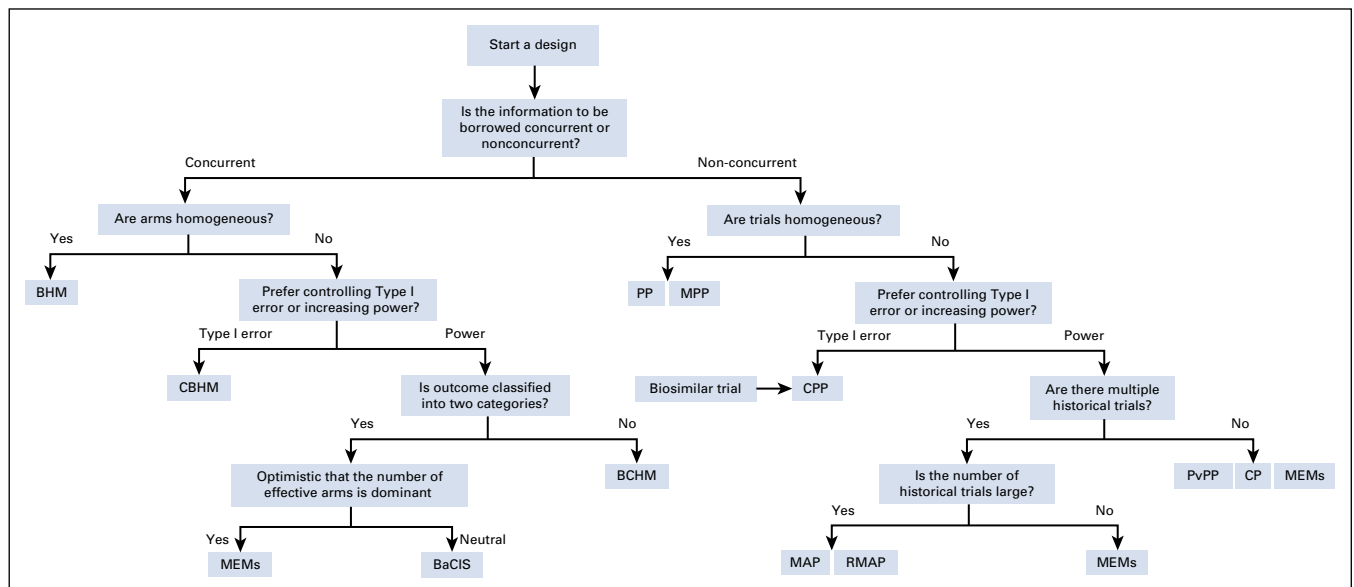 Start a design
Is the information to be
borrowed concurrent or
nonconcurrent?
Concurrent
Non-concurrent
Are arms homogeneous?
Are trials homogeneous?
Yes
No
Yes
No
BHM
Prefer controlling Type I
error or increasing power?
PP
MPP
Prefer controlling Type I
error or increasing power?
Type I error
Power
Type I error
Power
CBHM
Is outcome classified
into two categories?
Biosimilar trial
CPP
Are there multiple
historical trials?
Yes
No
Yes
No
Optimistic that the number of
effective arms is dominant
BCHM
Is the number of
historical trials large?
PvPP
CP
MEMs
Yes
Neutral
Yes
No
MEMs
BaCIS
MAP
RMAP
MEMs